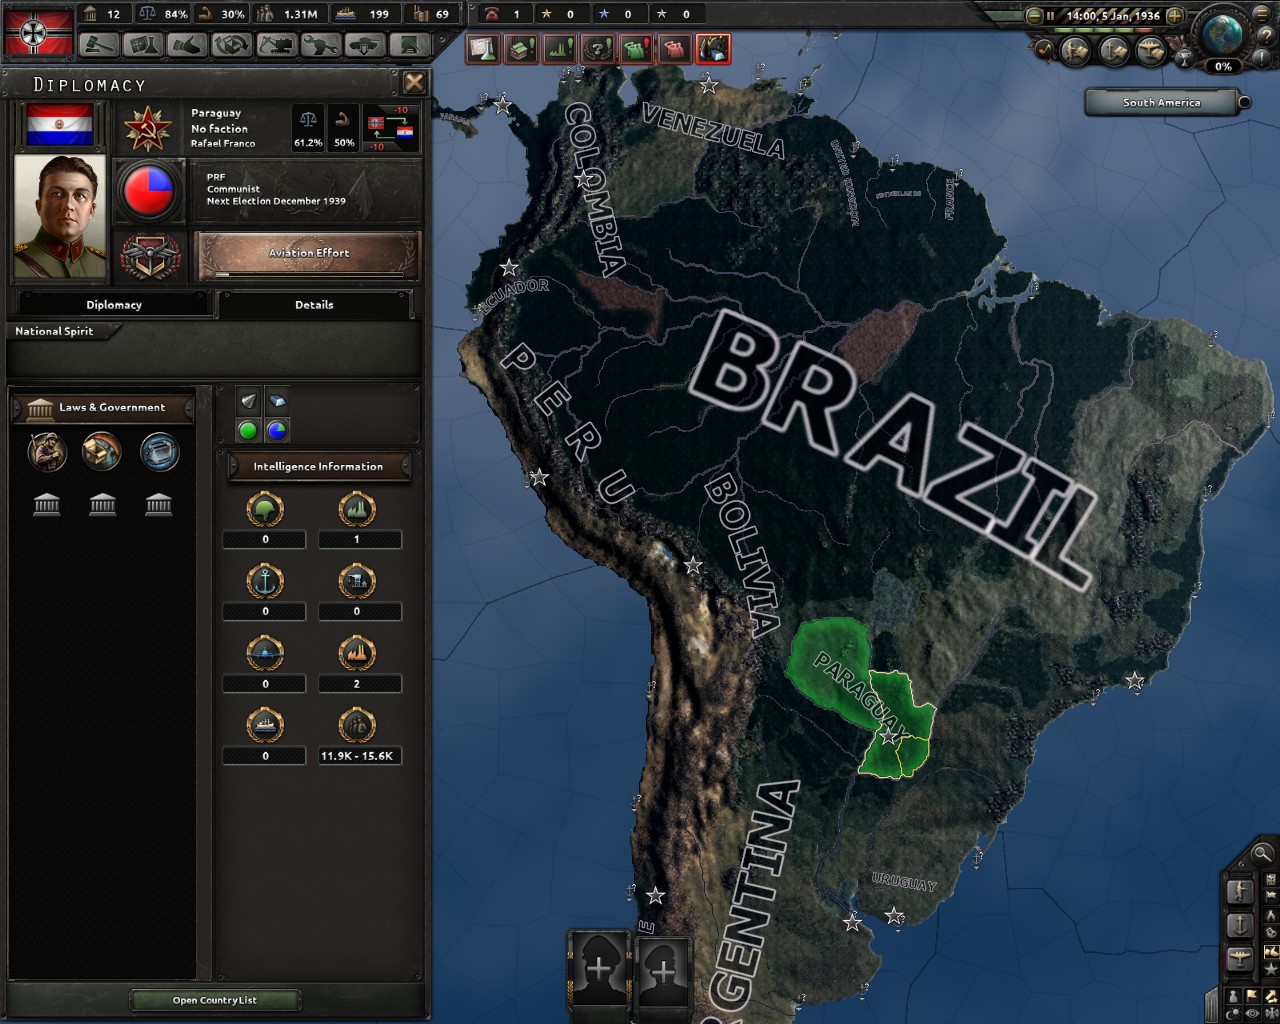 12
84%
30%
1.31M
199
69
1
0
0
0
14:00, 5 Jan, 1936
0%
South America
DIPLOMACY
Paraguay
No faction
Rafael Franco
61.2%
50%
-10
-10
PRF
Communist
Next Election December 1939
Aviation Effort
Diplomacy
Details
National Spirit
Laws & Government
Intelligence Information
0
1
0
0
0
2
0
11.9K - 15.6K
Open Country List
COLOMBIA
VENEZUELA
FRANCE
ECUADOR
PERU
BRAZIL
BOLIVIA
PARAGUAY
URUGUAY